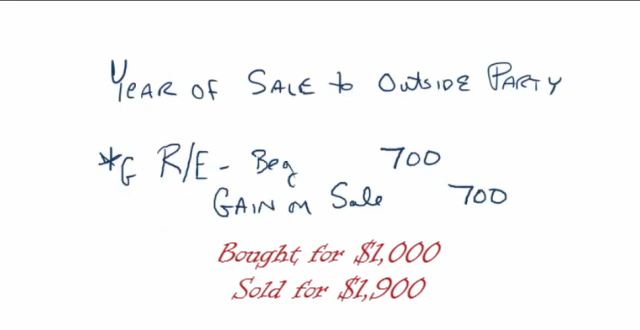 YEAR OF SALE to OUTSIDE PARTY
*G R/E - Beg 700
GAIN on Sale 700
Bought for $1,000
Sold for $1,900